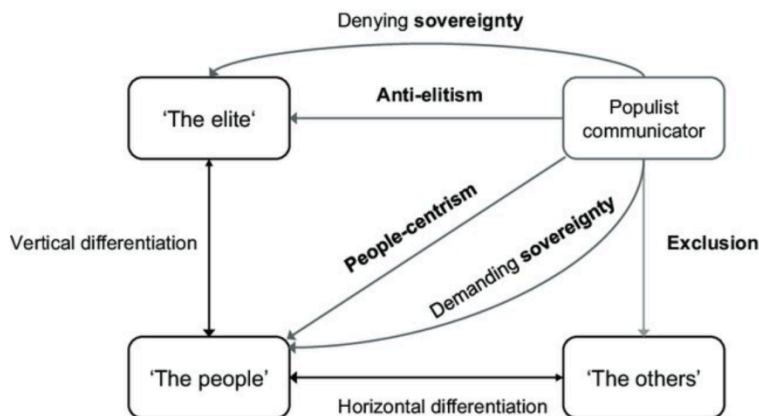 Denying sovereignty
'The elite'
Anti-elitism
Populist
communicator
Vertical differentiation
People-centrism
Demanding sovereignty
Exclusion
'The people'
'The others'
Horizontal differentiation